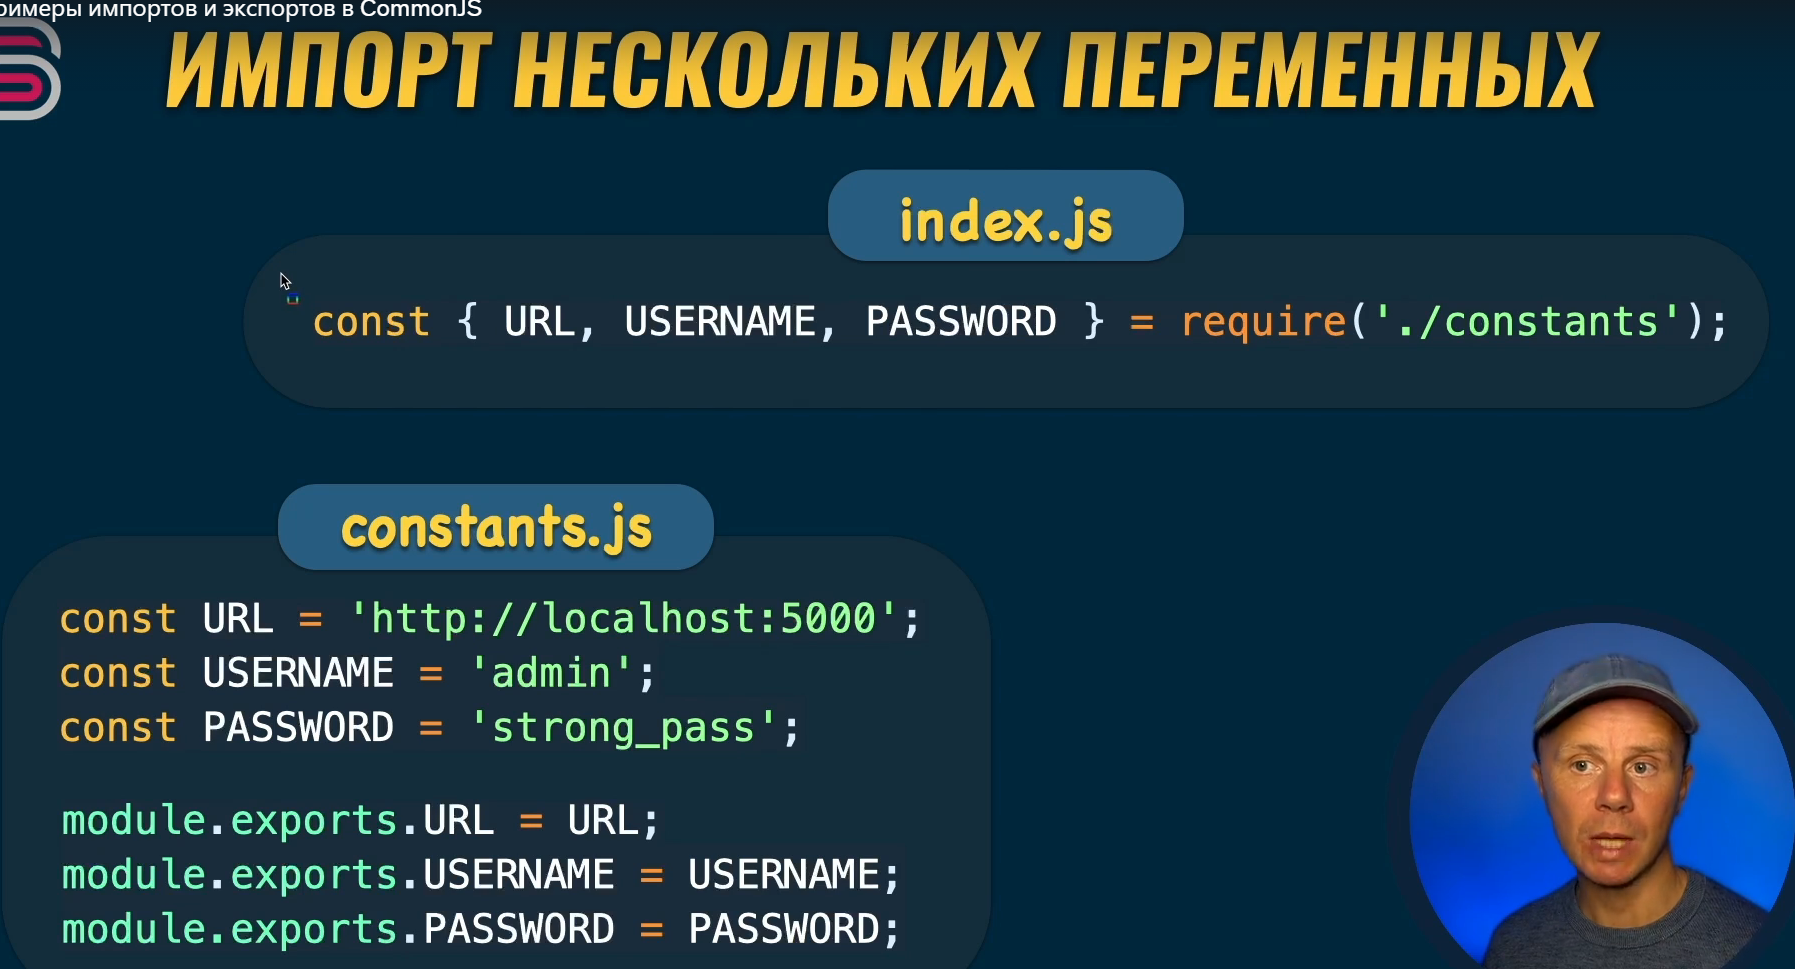 римеры импортов и экспортов в CommonJS
ИМПОРТ НЕСКОЛЬКИХ ПЕРЕМЕННЫХ
index.js
const { URL, USERNAME, PASSWORD } = require('./constants');
constants.js
const URL = 'http://localhost:5000';
const USERNAME = 'admin';
const PASSWORD = 'strong_pass';
module.exports.URL = URL;
module.exports.USERNAME = USERNAME;
module.exports.PASSWORD = PASSWORD;